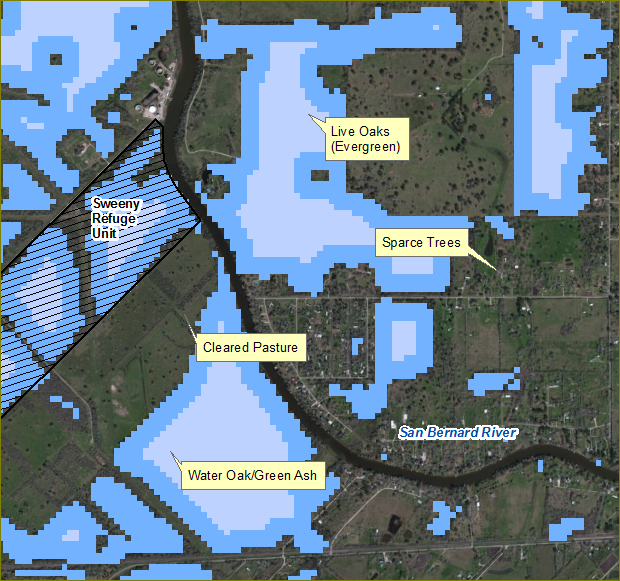 Live Oaks
(Evergreen)
Sweeny
Refuge
Unit
Sparce Trees
Cleared Pasture
San Bernard River
Water Oak/Green Ash